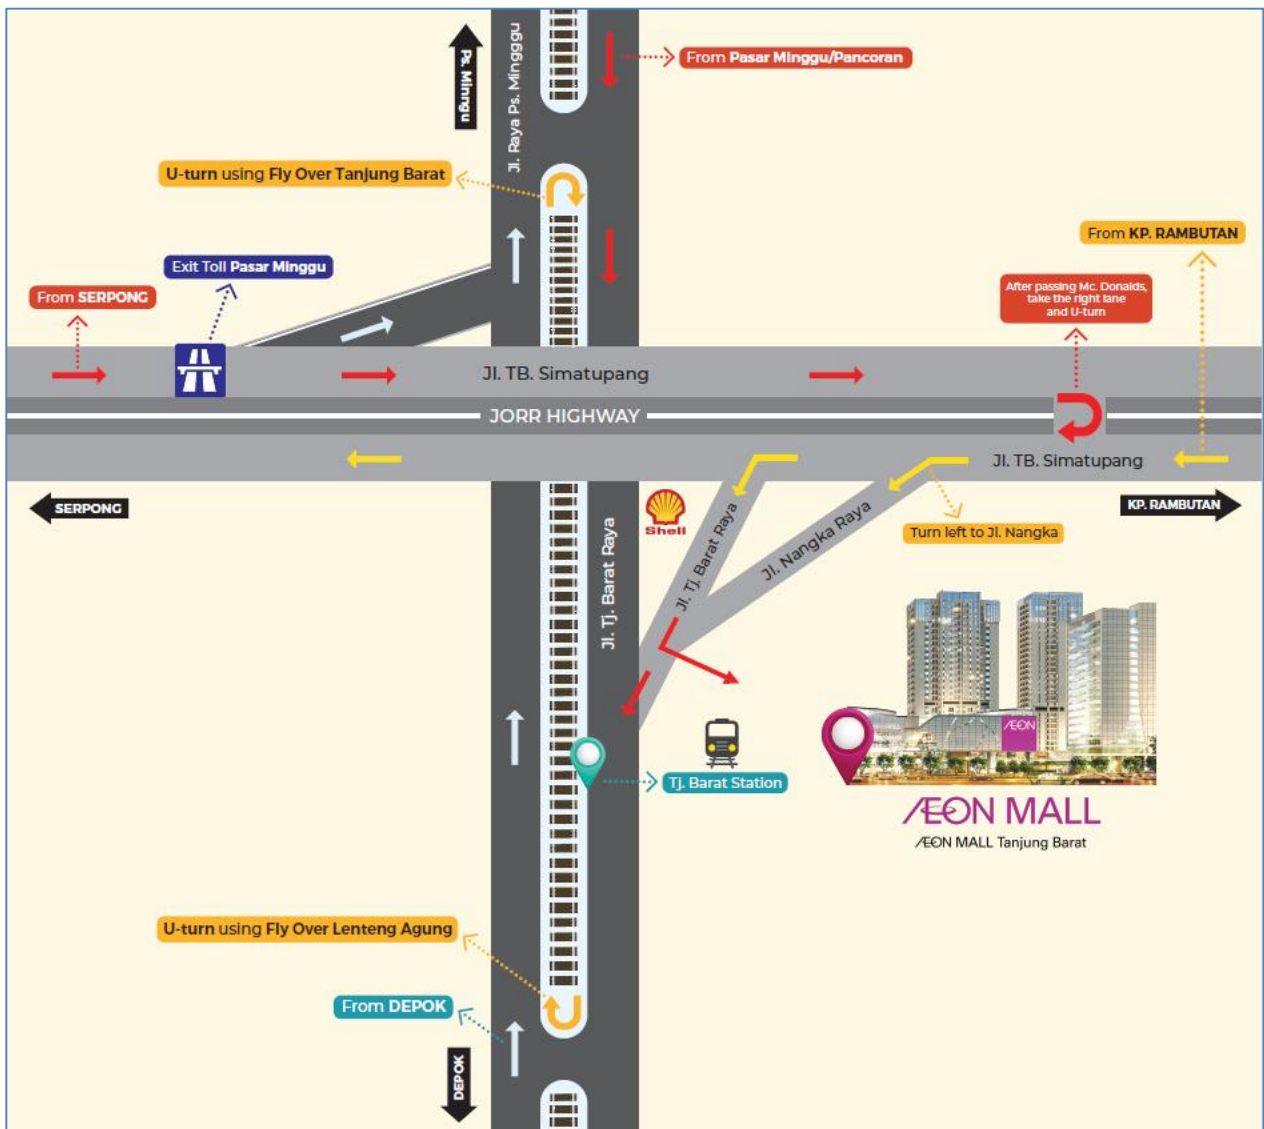 Ps. Minngu
Jl. Raya Ps. Mingggu
From Pasar Minggu/Pancoran
U-turn using Fly Over Tanjung Barat
From KP. RAMBUTAN
Exit Toll Pasar Minggu
From SERPONG
After passing Mc. Donalds,
take the right lane
and U-turn
Jl. TB. Simatupang
JORR HIGHWAY
Jl. TB. Simatupang
SERPONG
KP. RAMBUTAN
Shell
Jl. Tj. Barat Raya
Jl. Tj. Barat Raya
Jl. Nangka Raya
Turn left to Jl. Nangka
ÆON
Tj. Barat Station
ÆON MALL
ÆON MALL Tanjung Barat
U-turn using Fly Over Lenteng Agung
From DEPOK
DEPOK